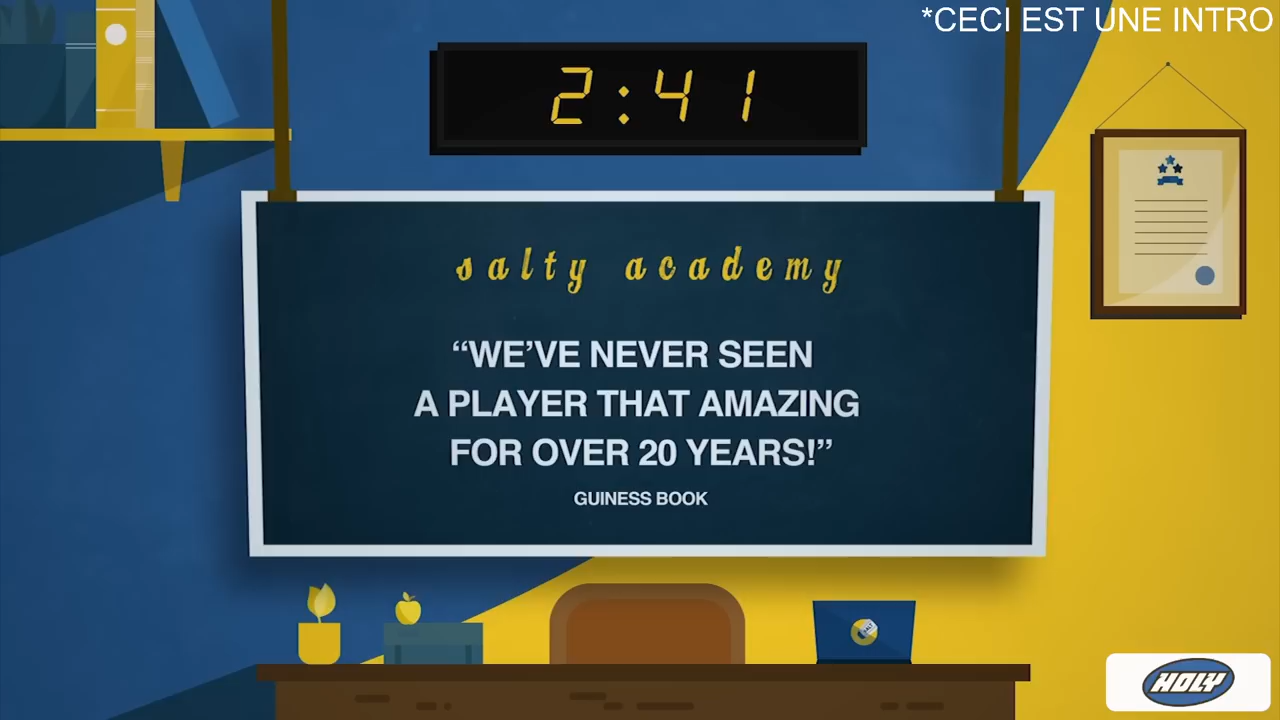 *CECI EST UNE INTRO
2:41
salty academy
“WE’VE NEVER SEEN
A PLAYER THAT AMAZING
FOR OVER 20 YEARS!”
GUINESS BOOK
HOLY